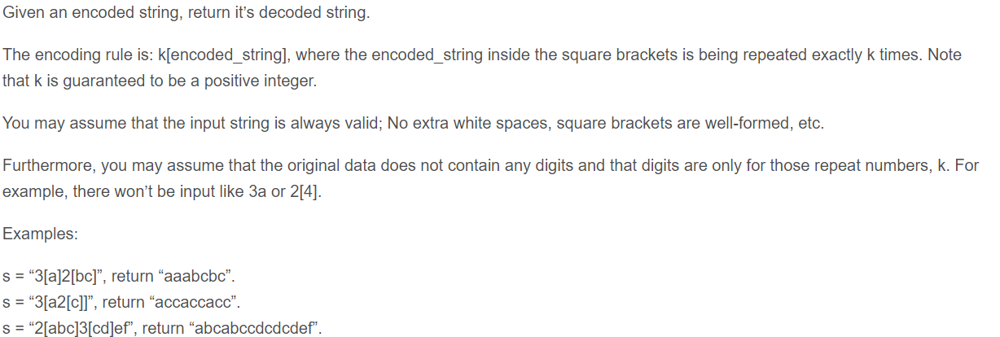 Given an encoded string, return it’s decoded string.
The encoding rule is: k[encoded_string], where the encoded_string inside the square brackets is being repeated exactly k times. Note
that k is guaranteed to be a positive integer.
You may assume that the input string is always valid; No extra white spaces, square brackets are well-formed, etc.
Furthermore, you may assume that the original data does not contain any digits and that digits are only for those repeat numbers, k. For
example, there won’t be input like 3a or 2[4].
Examples:
s = “3[a]2[bc]”, return “aaabcbc”.
s = “3[a2[c]]”, return “accaccacc”.
s = “2[abc]3[cd]ef”, return “abcabccdcdcdef”.